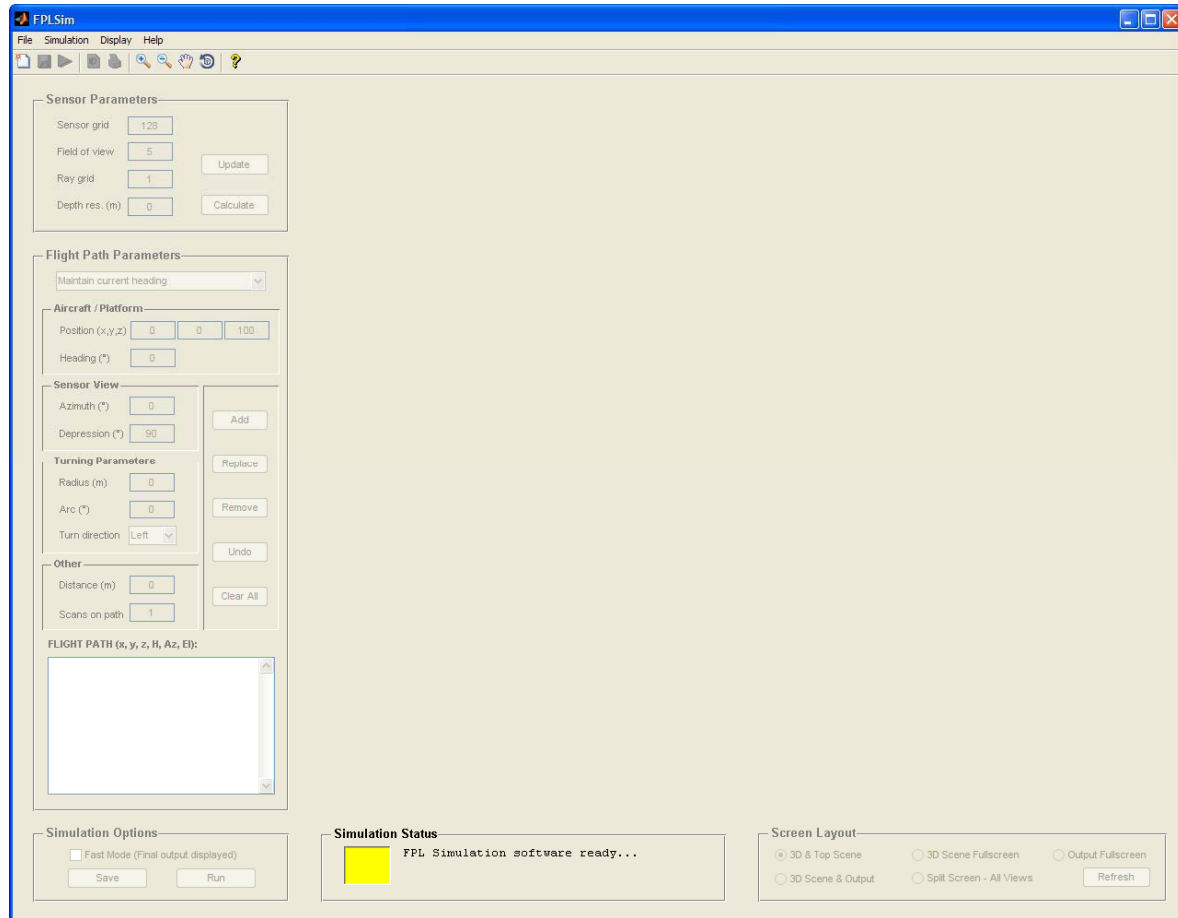 FPLSim
File Simulation Display Help
Sensor Parameters
Sensor grid 128
Field of view 5
Update
Ray grid 1
Depth res. (m) 0 Calculate
Flight Path Parameters
Maintain current heading
Aircraft / Platform
Position (x,y,z) 0 0 100
Heading (°) 0
Sensor View
Azimuth (°) 0
Depression (°) 90
Turning Parameters
Radius (m) 0
Arc (°) 0
Turn direction Left
Other
Distance (m) 0
Scans on path 1
Add
Replace
Remove
Undo
Clear All
FLIGHT PATH (x, y, z, H, Az, El):
Simulation Options
Fast Mode (Final output displayed)
Save Run
Simulation Status
FPL Simulation software ready...
Screen Layout
3D & Top Scene 3D Scene Fullscreen Output Fullscreen
3D Scene & Output Split Screen - All Views Refresh